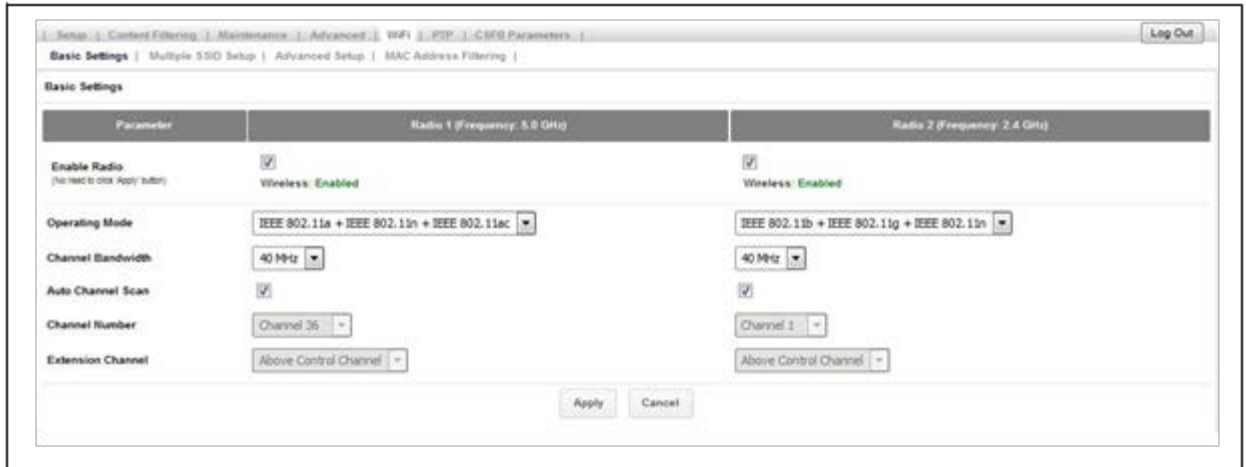 | Setup | Content Filtering | Maintenance | Advanced | WiFi | PTP | CSFB Parameters |
Log Out
Basic Settings | Multiple SSID Setup | Advanced Setup | MAC Address Filtering |
Basic Settings
Parameter Radio 1 (Frequency: 5.0 GHz) Radio 2 (Frequency: 2.4 GHz)
Enable Radio
(No need to click 'Apply' button)
Wireless: Enabled Wireless: Enabled
Operating Mode IEEE 802.11a + IEEE 802.11n + IEEE 802.11ac IEEE 802.11b + IEEE 802.11g + IEEE 802.11n
Channel Bandwidth 40 MHz 40 MHz
Auto Channel Scan
Channel Number Channel 36 Channel 1
Extension Channel Above Control Channel Above Control Channel
Apply Cancel